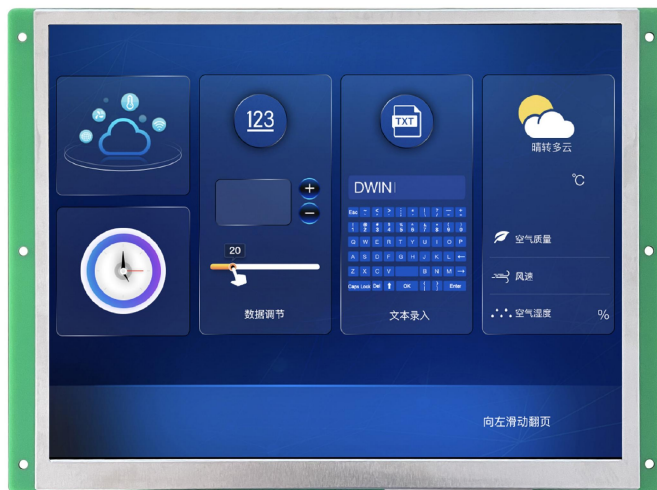 123
TXT
晴转多云
℃
DWIN
+
−
20
Q W E R T Y U I O P
A S D F G H J K L ←
Z X C V B N M →
Caps Lock Del ↑ OK { } Enter
空气质量
风速
空气湿度 %
数据调节
文本录入
向左滑动翻页